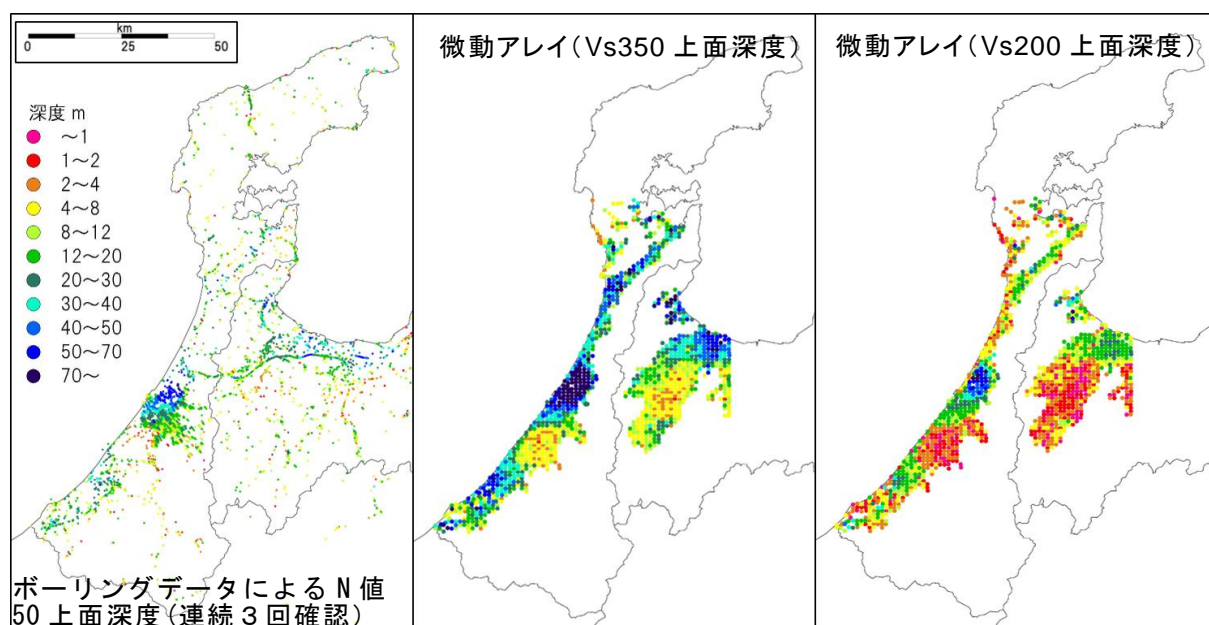 km
0 25 50
深度 m
～1
1～2
2～4
4～8
8～12
12～20
20～30
30～40
40～50
50～70
70～
ボーリングデータによる N 値
50 上面深度(連続３回確認)
微動アレイ(Vs350 上面深度)
微動アレイ(Vs200 上面深度)